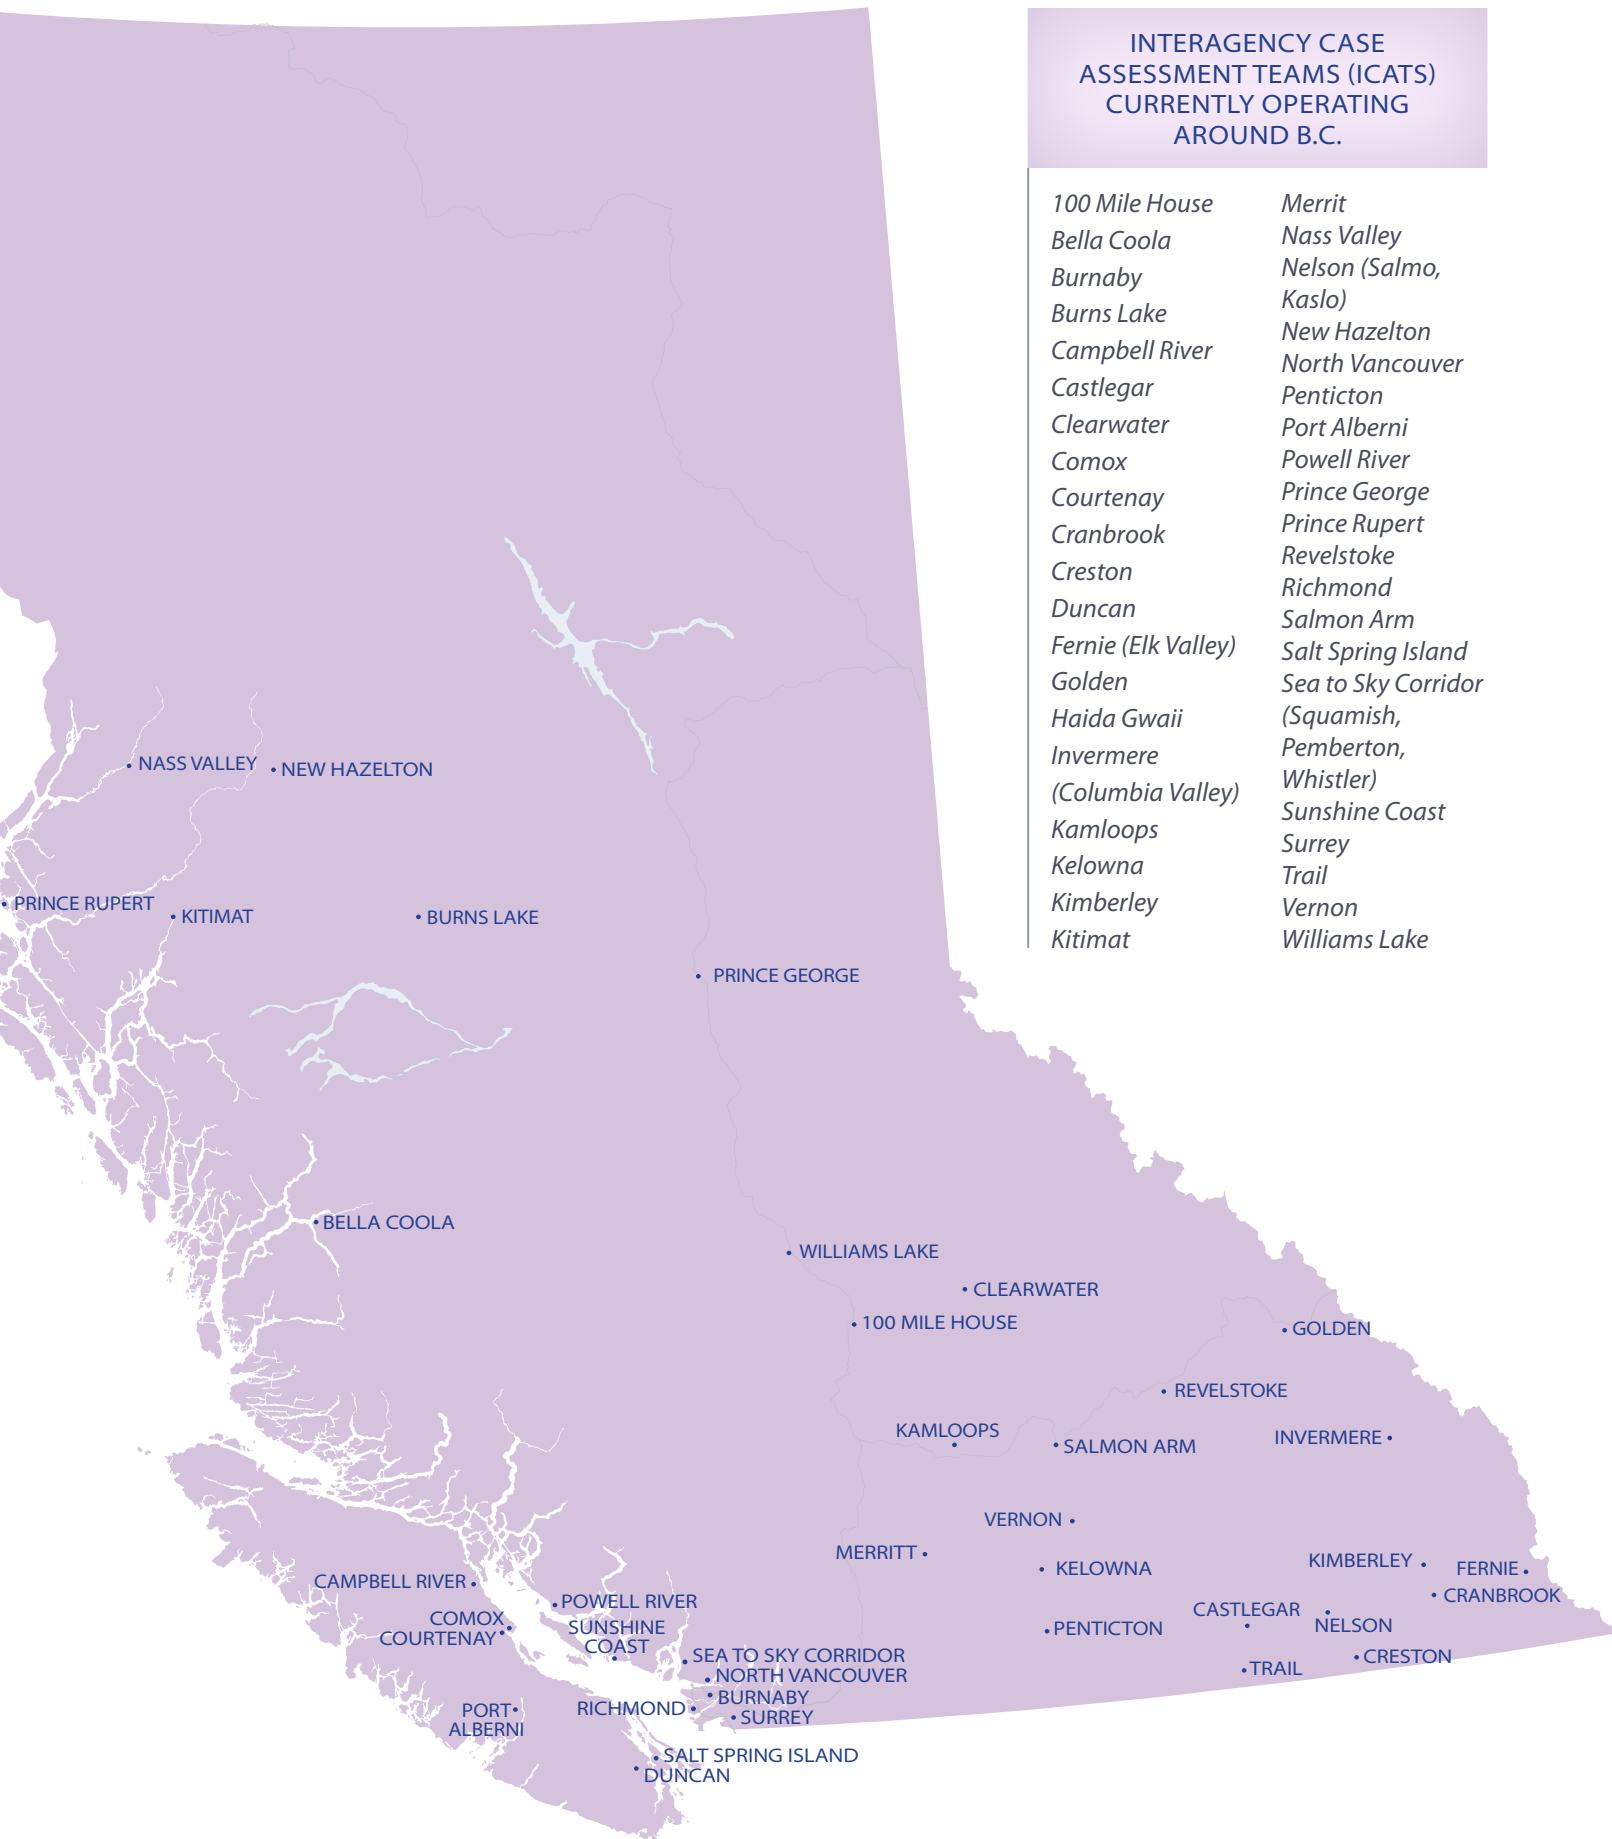 INTERAGENCY CASE
ASSESSMENT TEAMS (ICATS)
CURRENTLY OPERATING
AROUND B.C.
100 Mile House
Bella Coola
Burnaby
Burns Lake
Campbell River
Castlegar
Clearwater
Comox
Courtenay
Cranbrook
Creston
Duncan
Fernie (Elk Valley)
Golden
Haida Gwaii
Invermere
(Columbia Valley)
Kamloops
Kelowna
Kimberley
Kitimat
Merrit
Nass Valley
Nelson (Salmo,
Kaslo)
New Hazelton
North Vancouver
Penticton
Port Alberni
Powell River
Prince George
Prince Rupert
Revelstoke
Richmond
Salmon Arm
Salt Spring Island
Sea to Sky Corridor
(Squamish,
Pemberton,
Whistler)
Sunshine Coast
Surrey
Trail
Vernon
Williams Lake
NASS VALLEY
NEW HAZELTON
PRINCE RUPERT
KITIMAT
BURNS LAKE
PRINCE GEORGE
BELLA COOLA
WILLIAMS LAKE
CLEARWATER
100 MILE HOUSE
GOLDEN
REVELSTOKE
KAMLOOPS
SALMON ARM
INVERMERE
VERNON
MERRITT
KELOWNA
KIMBERLEY
FERNIE
CRANBROOK
CAMPBELL RIVER
POWELL RIVER
COMOX
COURTENAY
SUNSHINE
COAST
CASTLEGAR
NELSON
PENTICTON
SEA TO SKY CORRIDOR
CRESTON
TRAIL
NORTH VANCOUVER
BURNABY
RICHMOND
SURREY
PORT
ALBERNI
SALT SPRING ISLAND
DUNCAN